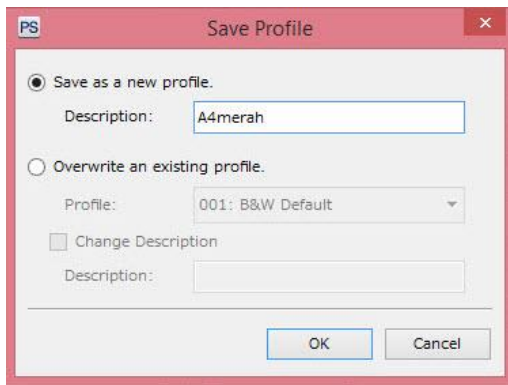 PS Save Profile
Save as a new profile.
Description: A4merah
Overwrite an existing profile.
Profile: 001: B&W Default
Change Description
Description:
OK Cancel